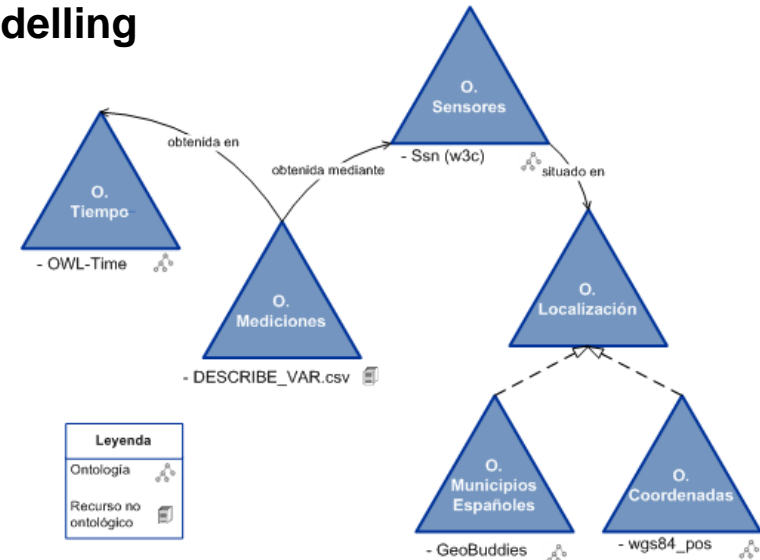 delling
O.
Sensores
- Ssn (w3c)
obtenida en
obtenida mediante
situado en
O.
Tiempo
- OWL-Time
O.
Mediciones
- DESCRIBE_VAR.csv
O.
Localización
Leyenda
Ontología
Recurso no
ontológico
O.
Municipios
Españoles
- GeoBuddies
O.
Coordenadas
- wgs84_pos